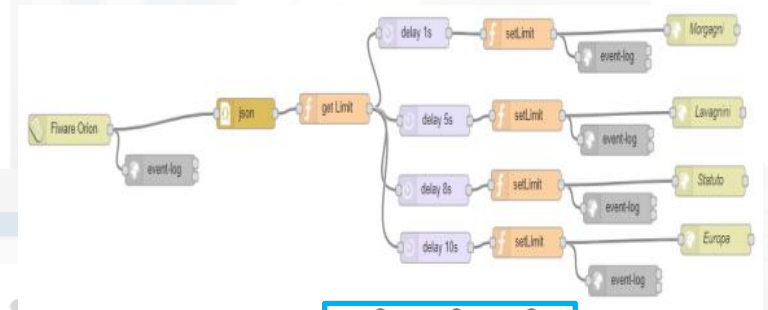 Fiware Orion
event-log
json
get Limit
delay 1s
setLimit
event-log
Morgagni
delay 5s
setLimit
event-log
Lavagnini
delay 8s
setLimit
event-log
Statuto
delay 10s
setLimit
event-log
Europa